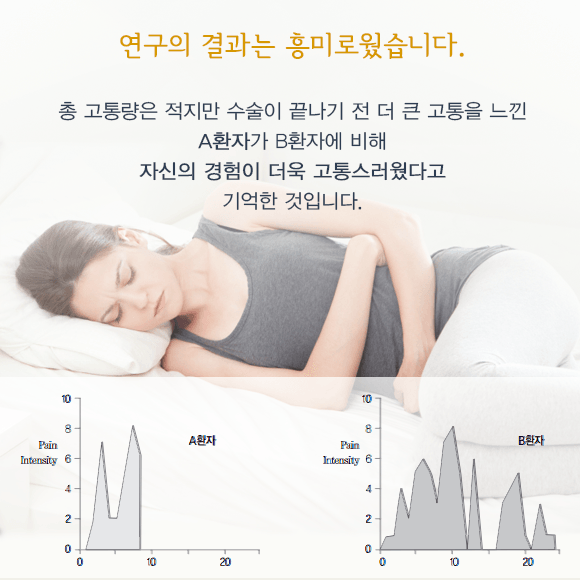 연구의 결과는 흥미로웠습니다.
총 고통량은 적지만 수술이 끝나기 전 더 큰 고통을 느낀
A환자가 B환자에 비해
자신의 경험이 더욱 고통스러웠다고
기억한 것입니다.
10
8
Pain
Intensity
6
4
2
0
0
10
20
A환자
10
8
Pain
Intensity
6
4
2
0
0
10
20
B환자